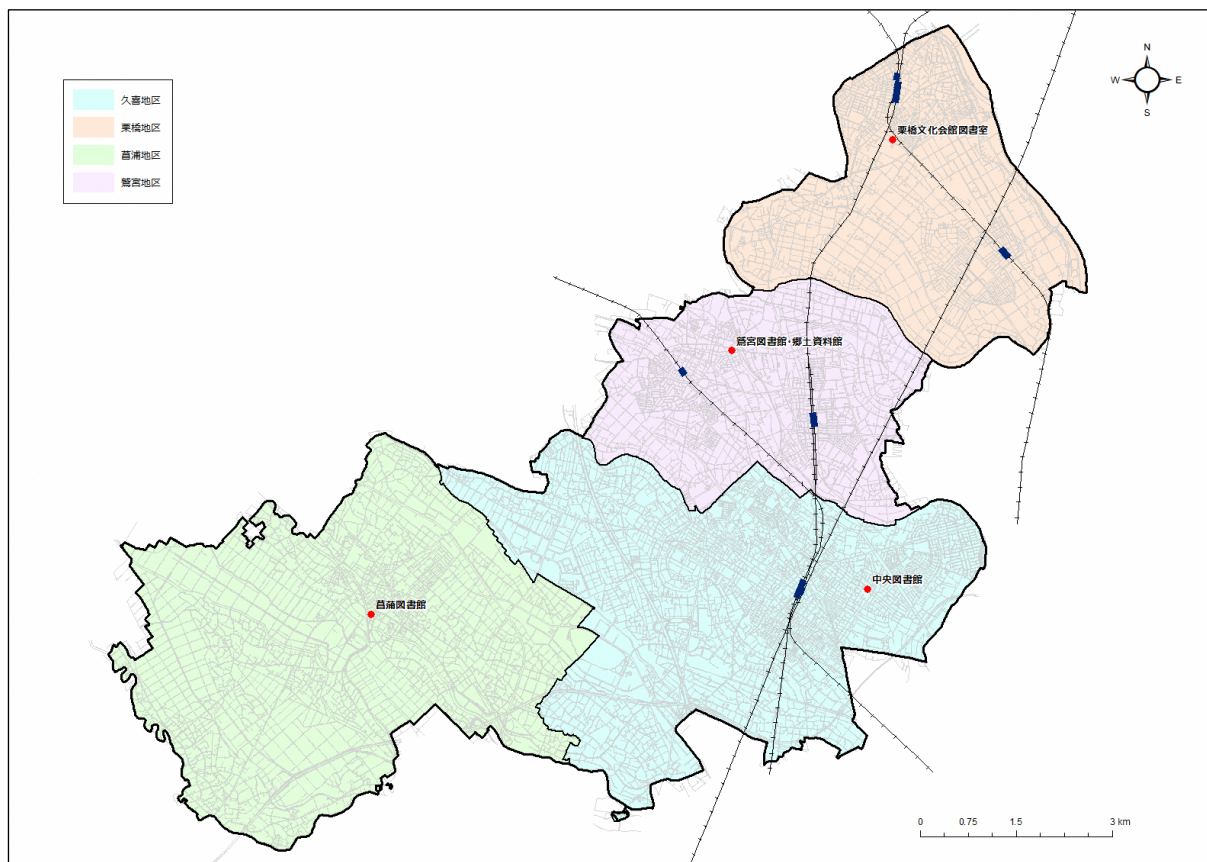 久喜地区
栗橋地区
菖浦地区
鷲宮地区
N
W
E
S
栗橋文化会館図書室
鷲宮図書館・郷土資料館
中央図書館
菖蒲図書館
0 0.75 1.5 3 km